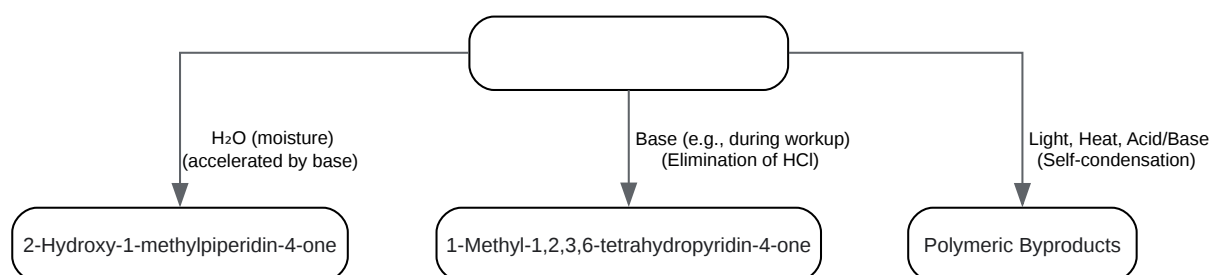 H₂O (moisture)
(accelerated by base)
Base (e.g., during workup)
(Elimination of HCl)
Light, Heat, Acid/Base
(Self-condensation)
2-Hydroxy-1-methylpiperidin-4-one
1-Methyl-1,2,3,6-tetrahydropyridin-4-one
Polymeric Byproducts